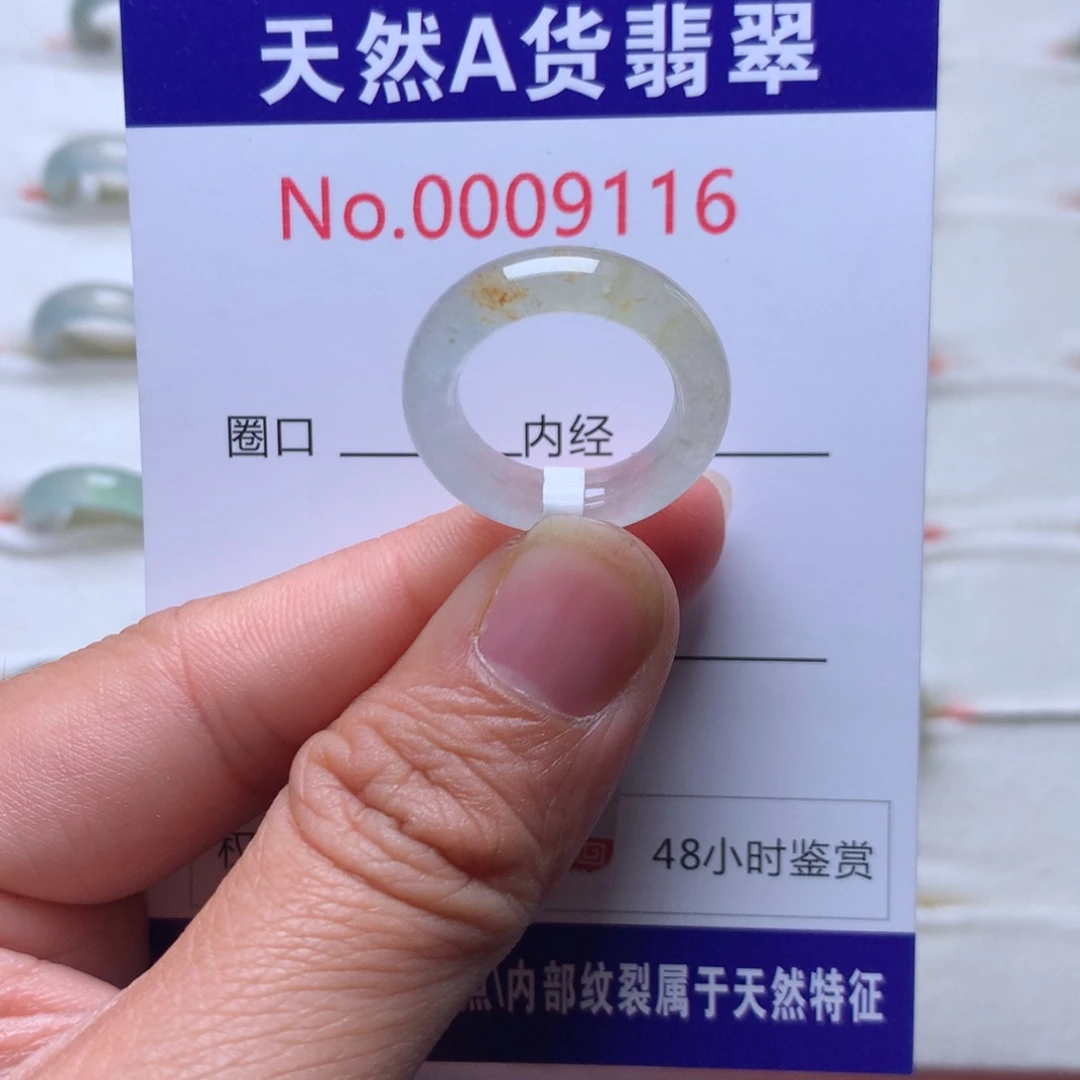 天然A货翡翠
No.0009116
圈口 内经
48小时鉴赏
\内部纹裂属于天然特征